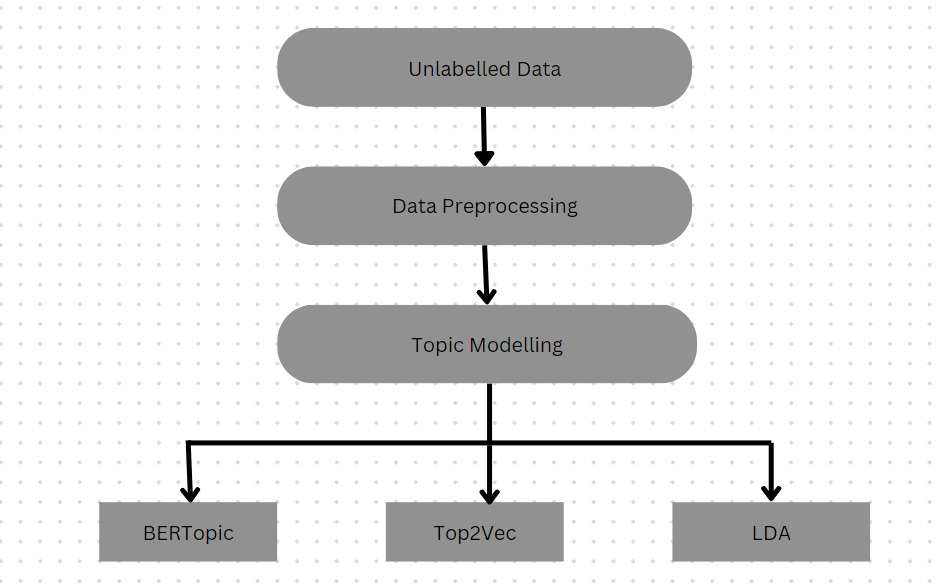 Unlabelled Data
Data Preprocessing
Topic Modelling
BERTopic
Top2Vec
LDA